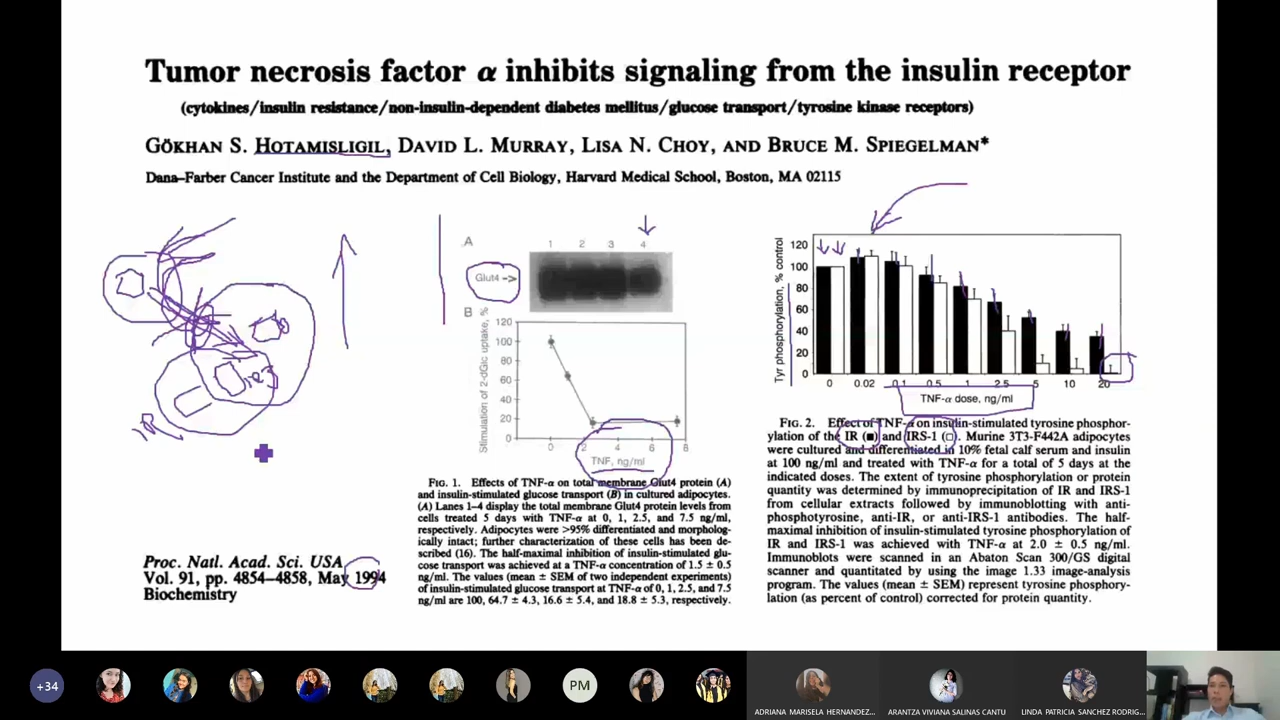 Tumor necrosis factor α inhibits signaling from the insulin receptor
(cytokines/insulin resistance/non-insulin-dependent diabetes mellitus/glucose transport/tyrosine kinase receptors)
GÖKHAN S. HOTAMISLIGIL, DAVID L. MURRAY, LISA N. CHOY, AND BRUCE M. SPIEGELMAN*
Dana–Farber Cancer Institute and the Department of Cell Biology, Harvard Medical School, Boston, MA 02115
IR
Proc. Natl. Acad. Sci. USA
Vol. 91, pp. 4854–4858, May 1994
Biochemistry
A
1 2 3 4
Glut4 ->
B
Stimulation of 2-dGlc uptake, %
120
100
80
60
40
20
0
0 2 4 6 8
TNF, ng/ml
FIG. 1. Effects of TNF-α on total membrane Glut4 protein (A)
and insulin-stimulated glucose transport (B) in cultured adipocytes.
(A) Lanes 1–4 display the total membrane Glut4 protein levels from
cells treated 5 days with TNF-α at 0, 1, 2.5, and 7.5 ng/ml,
respectively. Adipocytes were >95% differentiated and morpholog-
ically intact; further characterization of these cells has been de-
scribed (16). The half-maximal inhibition of insulin-stimulated glu-
cose transport was achieved at a TNF-α concentration of 1.5 ± 0.5
ng/ml. The values (mean ± SEM of two independent experiments)
of insulin-stimulated glucose transport at TNF-α of 0, 1, 2.5, and 7.5
ng/ml are 100, 64.7 ± 4.3, 16.6 ± 5.4, and 18.8 ± 5.3, respectively.
Tyr phosphorylation, % control
120
100
80
60
40
20
0
0 0.02 0.1 0.5 1 2.5 5 10 20
TNF-α dose, ng/ml
FIG. 2. Effect of TNF-α on insulin-stimulated tyrosine phosphor-
ylation of the IR (■) and IRS-1 (□). Murine 3T3-F442A adipocytes
were cultured and differentiated in 10% fetal calf serum and insulin
at 100 ng/ml and treated with TNF-α for a total of 5 days at the
indicated doses. The extent of tyrosine phosphorylation or protein
quantity was determined by immunoprecipitation of IR and IRS-1
from cellular extracts followed by immunoblotting with anti-
phosphotyrosine, anti-IR, or anti-IRS-1 antibodies. The half-
maximal inhibition of insulin-stimulated tyrosine phosphorylation of
IR and IRS-1 was achieved with TNF-α at 2.0 ± 0.5 ng/ml.
Immunoblots were scanned in an Abaton Scan 300/GS digital
scanner and quantitated by using the image 1.33 image-analysis
program. The values (mean ± SEM) represent tyrosine phosphory-
lation (as percent of control) corrected for protein quantity.
+34
PM
ADRIANA MARISELA HERNANDEZ...
ARANTZA VIVIANA SALINAS CANTU
LINDA PATRICIA SANCHEZ RODRIG...